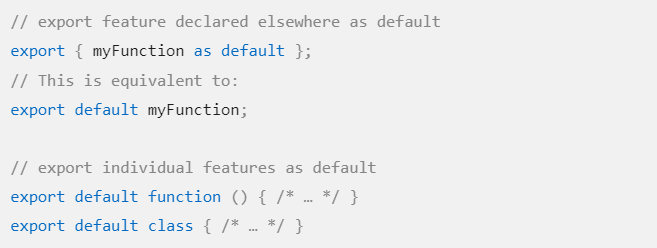 // export feature declared elsewhere as default
export { myFunction as default };
// This is equivalent to:
export default myFunction;

// export individual features as default
export default function () { /* … */ }
export default class { /* … */ }